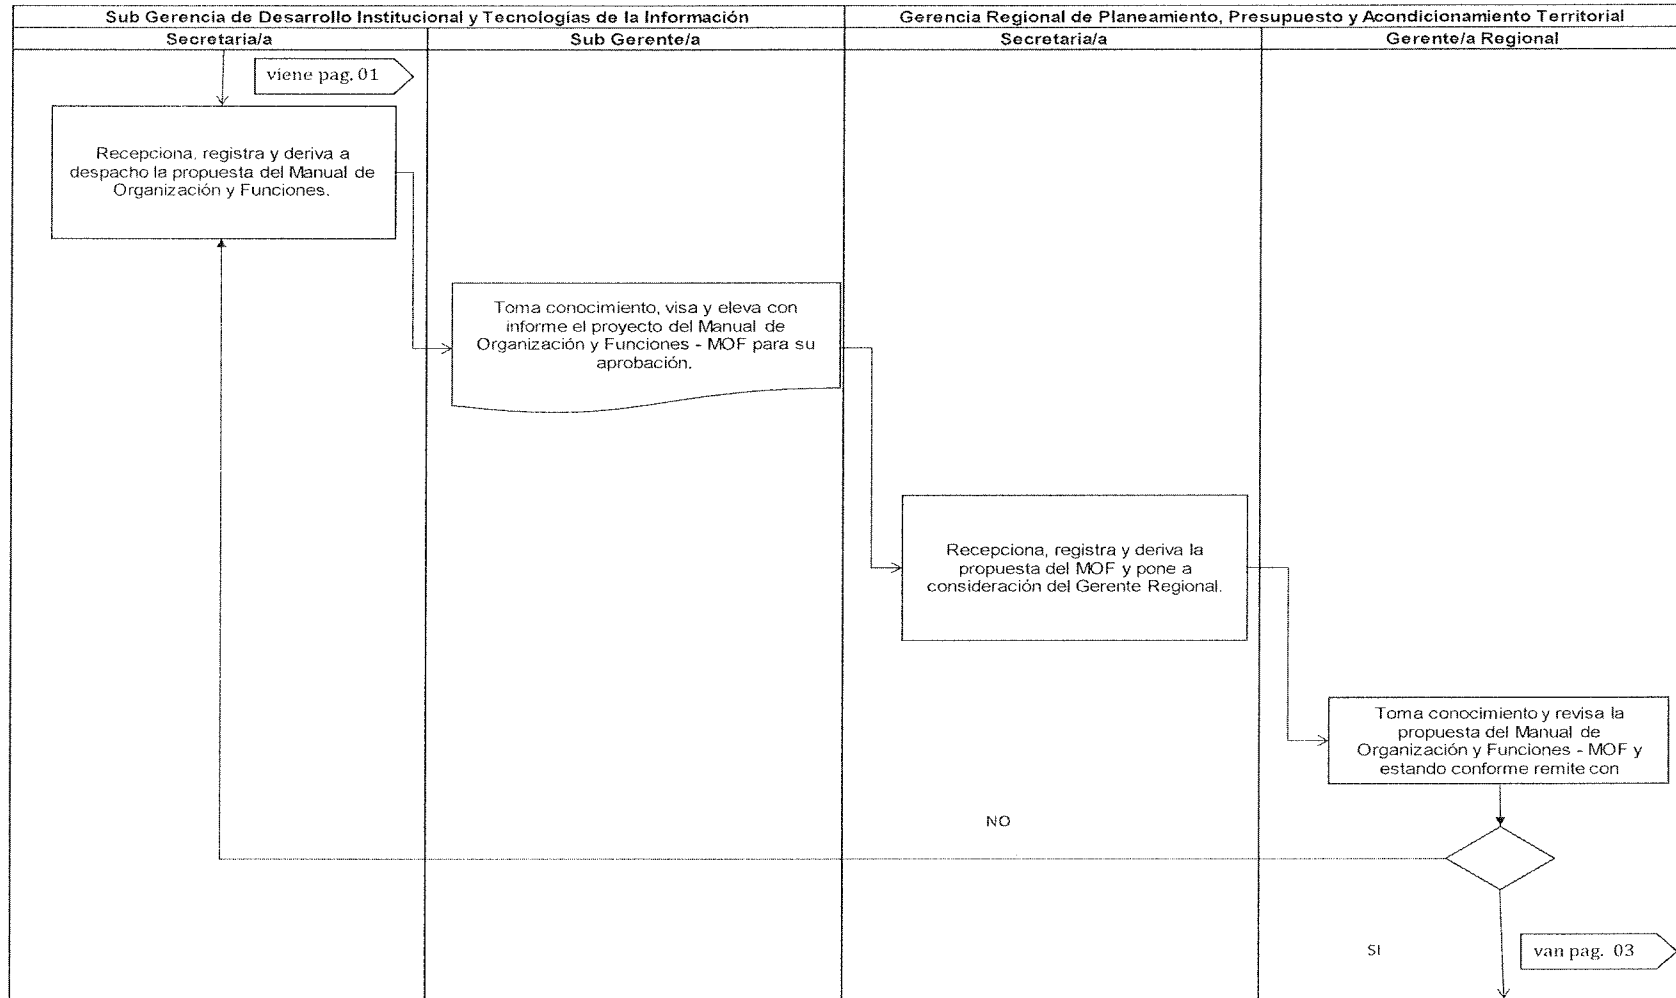 Sub Gerencia de Desarrollo Institucional y Tecnologías de la Información
Gerencia Regional de Planeamiento, Presupuesto y Acondicionamiento Territorial
Secretaria/a
Sub Gerente/a
Secretaria/a
Gerente/a Regional
viene pag. 01
Recepciona, registra y deriva a
despacho la propuesta del Manual de
Organización y Funciones.
Toma conocimiento, visa y eleva con
informe el proyecto del Manual de
Organización y Funciones - MOF para su
aprobación.
Recepciona, registra y deriva la
propuesta del MOF y pone a
consideración del Gerente Regional.
Toma conocimiento y revisa la
propuesta del Manual de
Organización y Funciones - MOF y
estando conforme remite con
NO
SI
van pag. 03